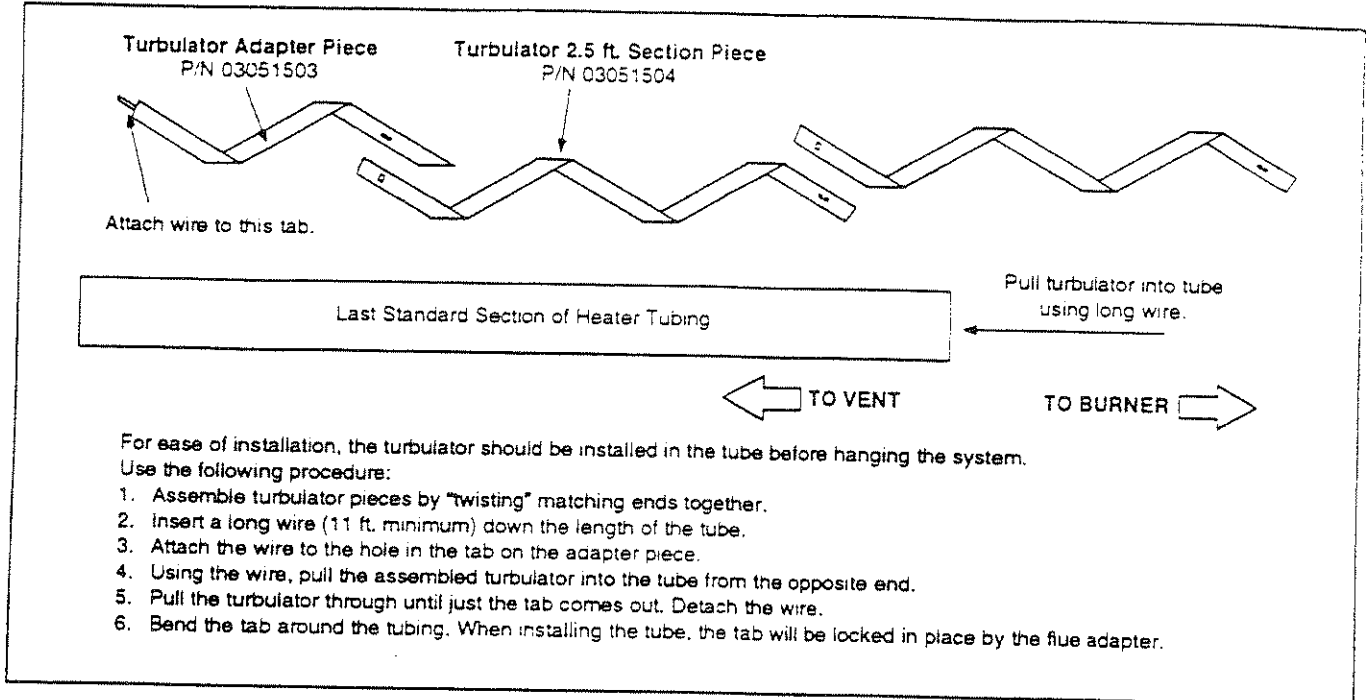 Turbulator Adapter Piece
P/N 03051503
Turbulator 2.5 ft. Section Piece
P/N 03051504
Attach wire to this tab.
Last Standard Section of Heater Tubing
Pull turbulator into tube
using long wire.
TO VENT
TO BURNER
For ease of installation, the turbulator should be installed in the tube before hanging the system.
Use the following procedure:
1. Assemble turbulator pieces by "twisting" matching ends together.
2. Insert a long wire (11 ft. minimum) down the length of the tube.
3. Attach the wire to the hole in the tab on the adapter piece.
4. Using the wire, pull the assembled turbulator into the tube from the opposite end.
5. Pull the turbulator through until just the tab comes out. Detach the wire.
6. Bend the tab around the tubing. When installing the tube, the tab will be locked in place by the flue adapter.